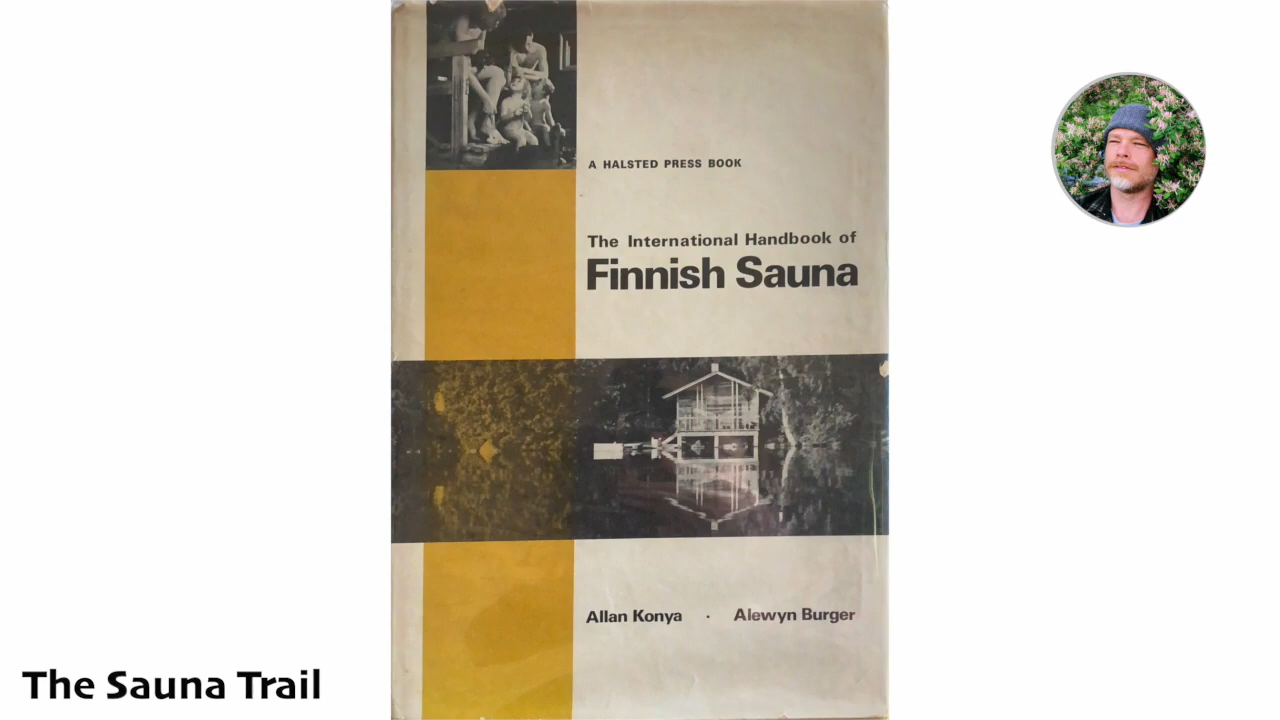 A HALSTED PRESS BOOK
The International Handbook of
Finnish Sauna
Allan Konya · Alewyn Burger
The Sauna Trail